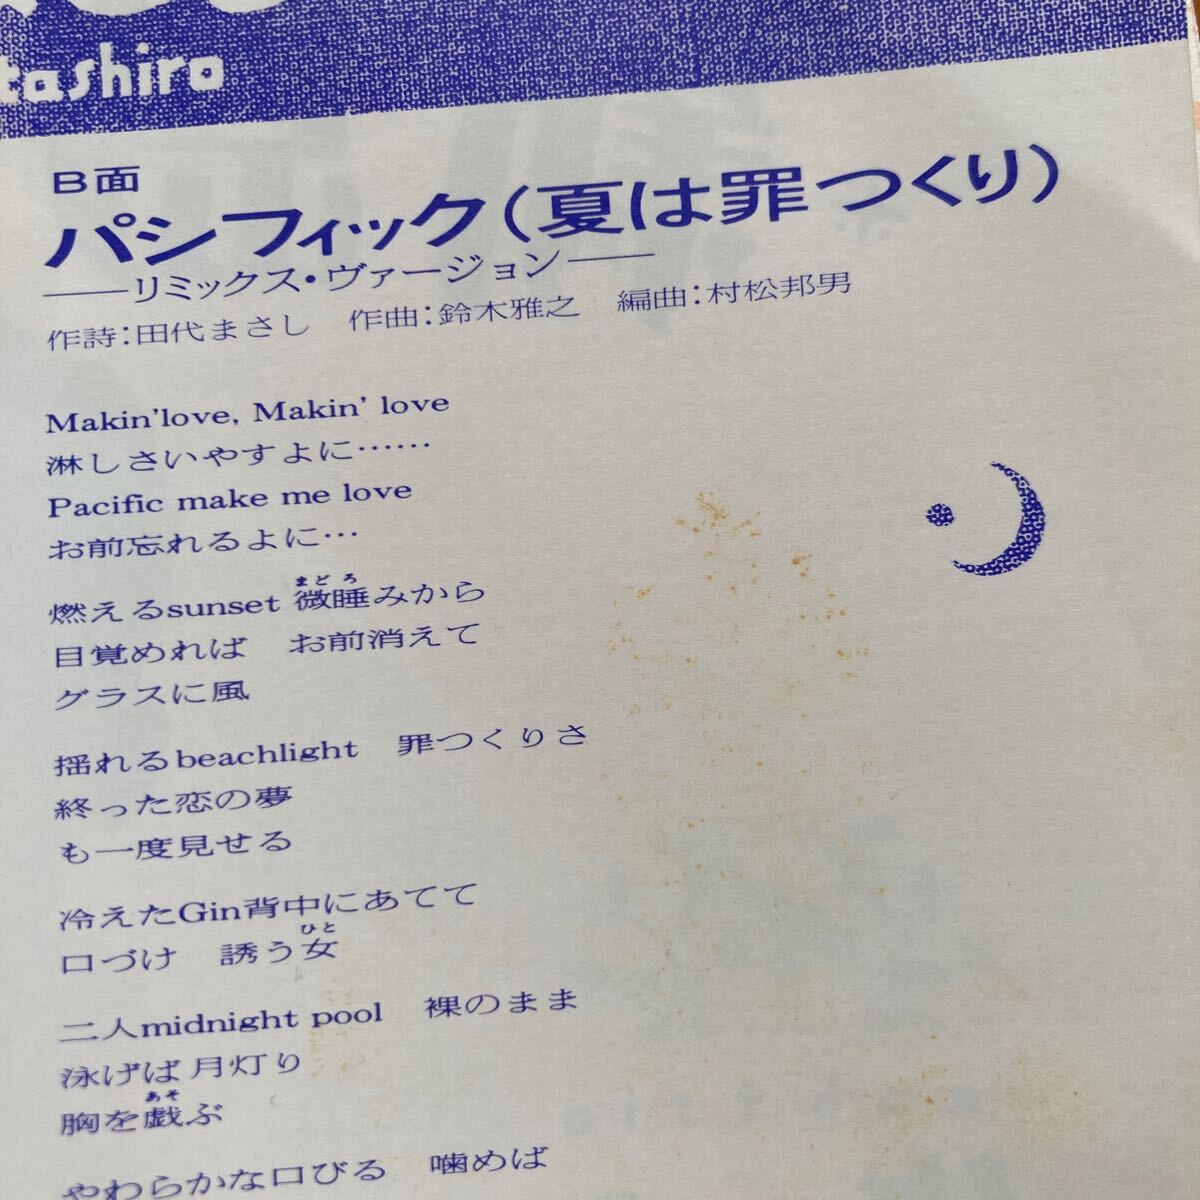 tashiro
B面
パシフィック(夏は罪つくり)
——リミックス・ヴァージョン——
作詩:田代まさし 作曲:鈴木雅之 編曲:村松邦男
Makin'love, Makin' love
淋しさいやすよに……
Pacific make me love
お前忘れるよに…
燃えるsunset 微睡みから
まどろ
目覚めれば お前消えて
グラスに風
揺れるbeachlight 罪つくりさ
終った恋の夢
も一度見せる
冷えたGin背中にあてて
口づけ 誘う女
ひと
二人midnight pool 裸のまま
泳げば月灯り
胸を戯ぶ
あそ
やわらかな口びる 噛めば